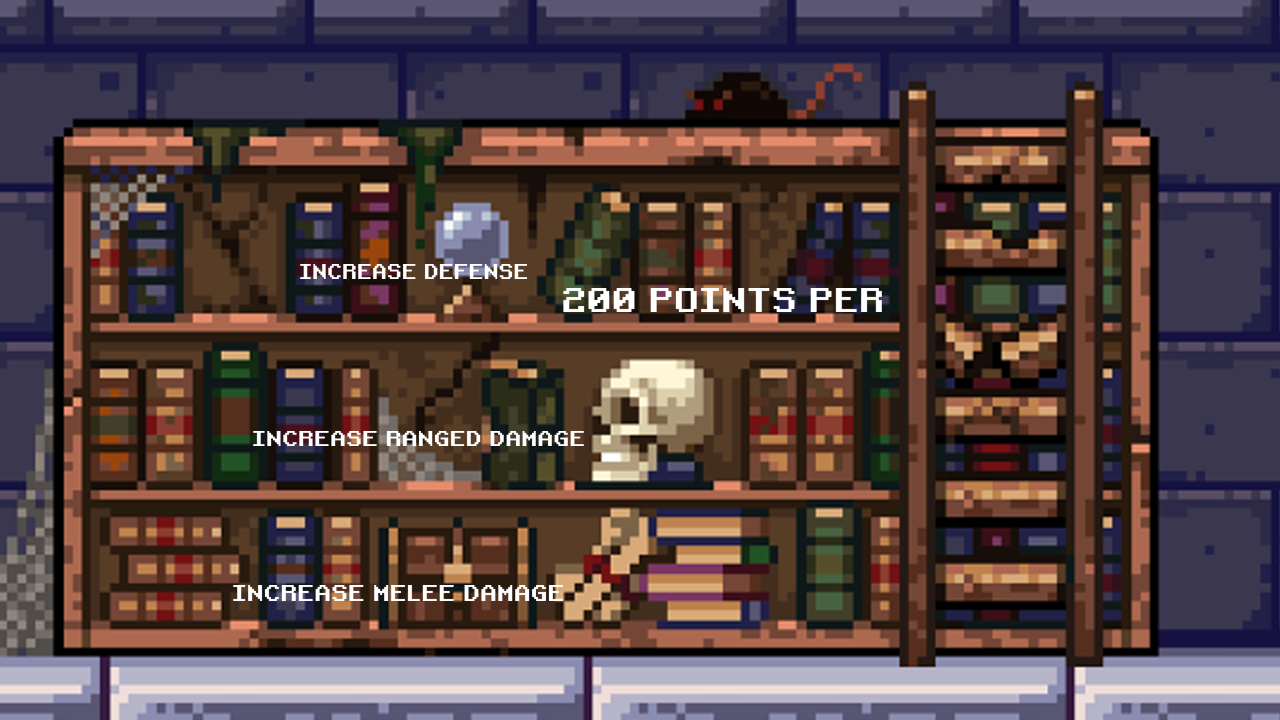 INCREASE DEFENSE
200 POINTS PER
INCREASE RANGED DAMAGE
INCREASE MELEE DAMAGE